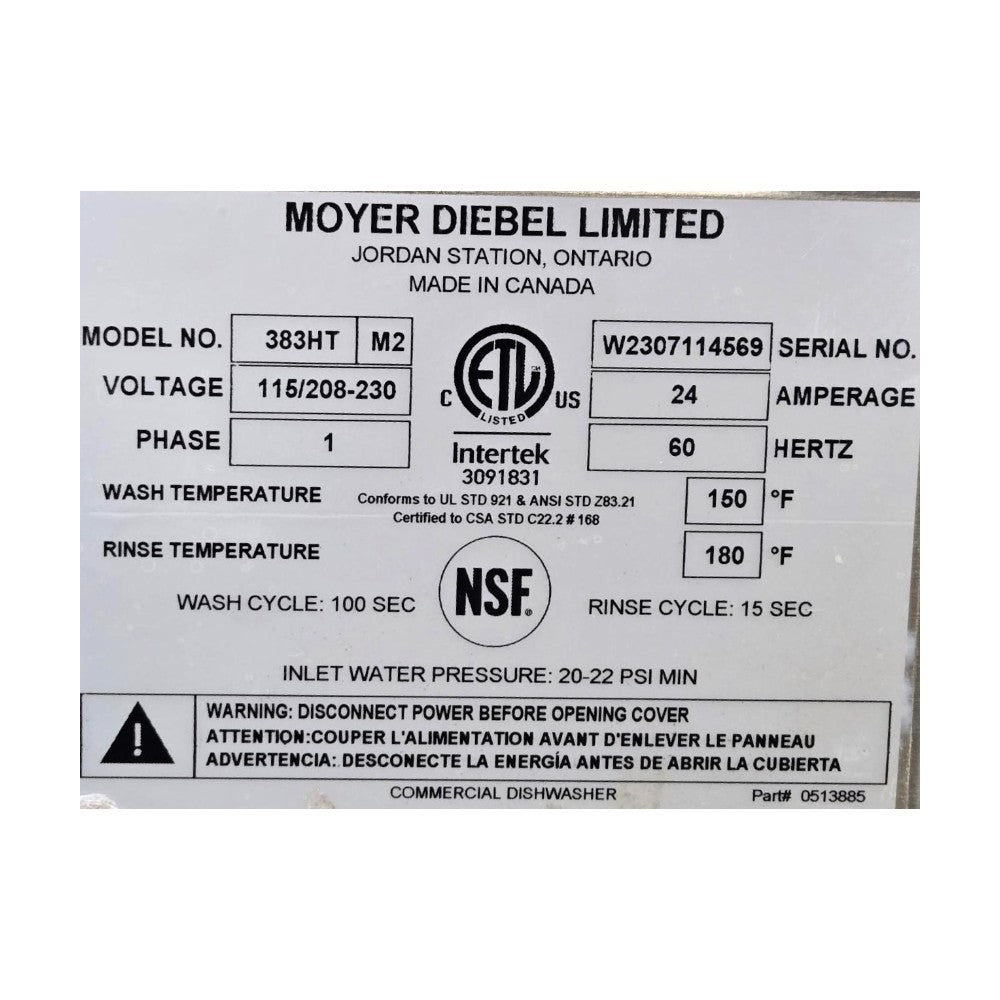 MOYER DIEBEL LIMITED
JORDAN STATION, ONTARIO
MADE IN CANADA
MODEL NO. 383HT M2
VOLTAGE 115/208-230
PHASE 1
C ETL CM US
LISTED
Intertek
3091831
W2307114569 SERIAL NO.
24 AMPERAGE
60 HERTZ
Conforms to UL STD 921 & ANSI STD Z83.21
Certified to CSA STD C22.2 # 168
WASH TEMPERATURE 150 °F
RINSE TEMPERATURE 180 °F
WASH CYCLE: 100 SEC
NSF®
RINSE CYCLE: 15 SEC
INLET WATER PRESSURE: 20-22 PSI MIN
WARNING: DISCONNECT POWER BEFORE OPENING COVER
ATTENTION:COUPER L'ALIMENTATION AVANT D'ENLEVER LE PANNEAU
ADVERTENCIA: DESCONECTE LA ENERGÍA ANTES DE ABRIR LA CUBIERTA
COMMERCIAL DISHWASHER
Part# 0513885